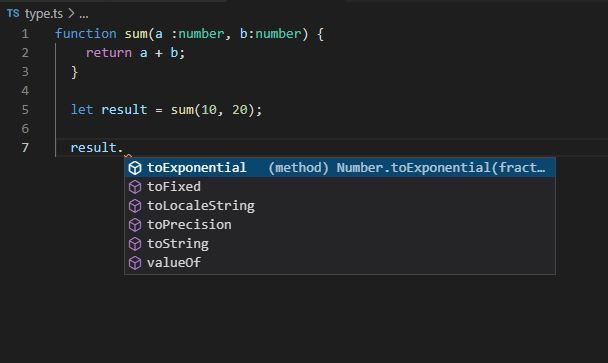 TS type.ts > ...
1 function sum(a :number, b:number) {
2 return a + b;
3 }
4
5 let result = sum(10, 20);
6
7 result.
toExponential (method) Number.toExponential(fract…
toFixed
toLocaleString
toPrecision
toString
valueOf